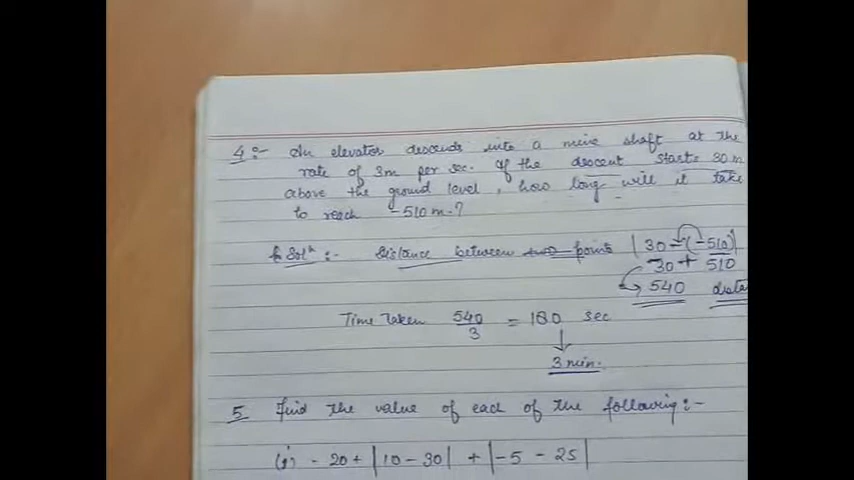 4:- An elevator descends into a mine shaft at the
rate of 3m per sec. If the descent starts 30 m
above the ground level, how long will it take
to reach -510 m.?
Solⁿ :- Distance between two points |30 - (-510)|
30 + 510
540 dista
Time Taken 540/3 = 180 sec
3 min.
5 Find the value of each of the following:-
(i) - 20 + |10 - 30| + |-5 - 25|